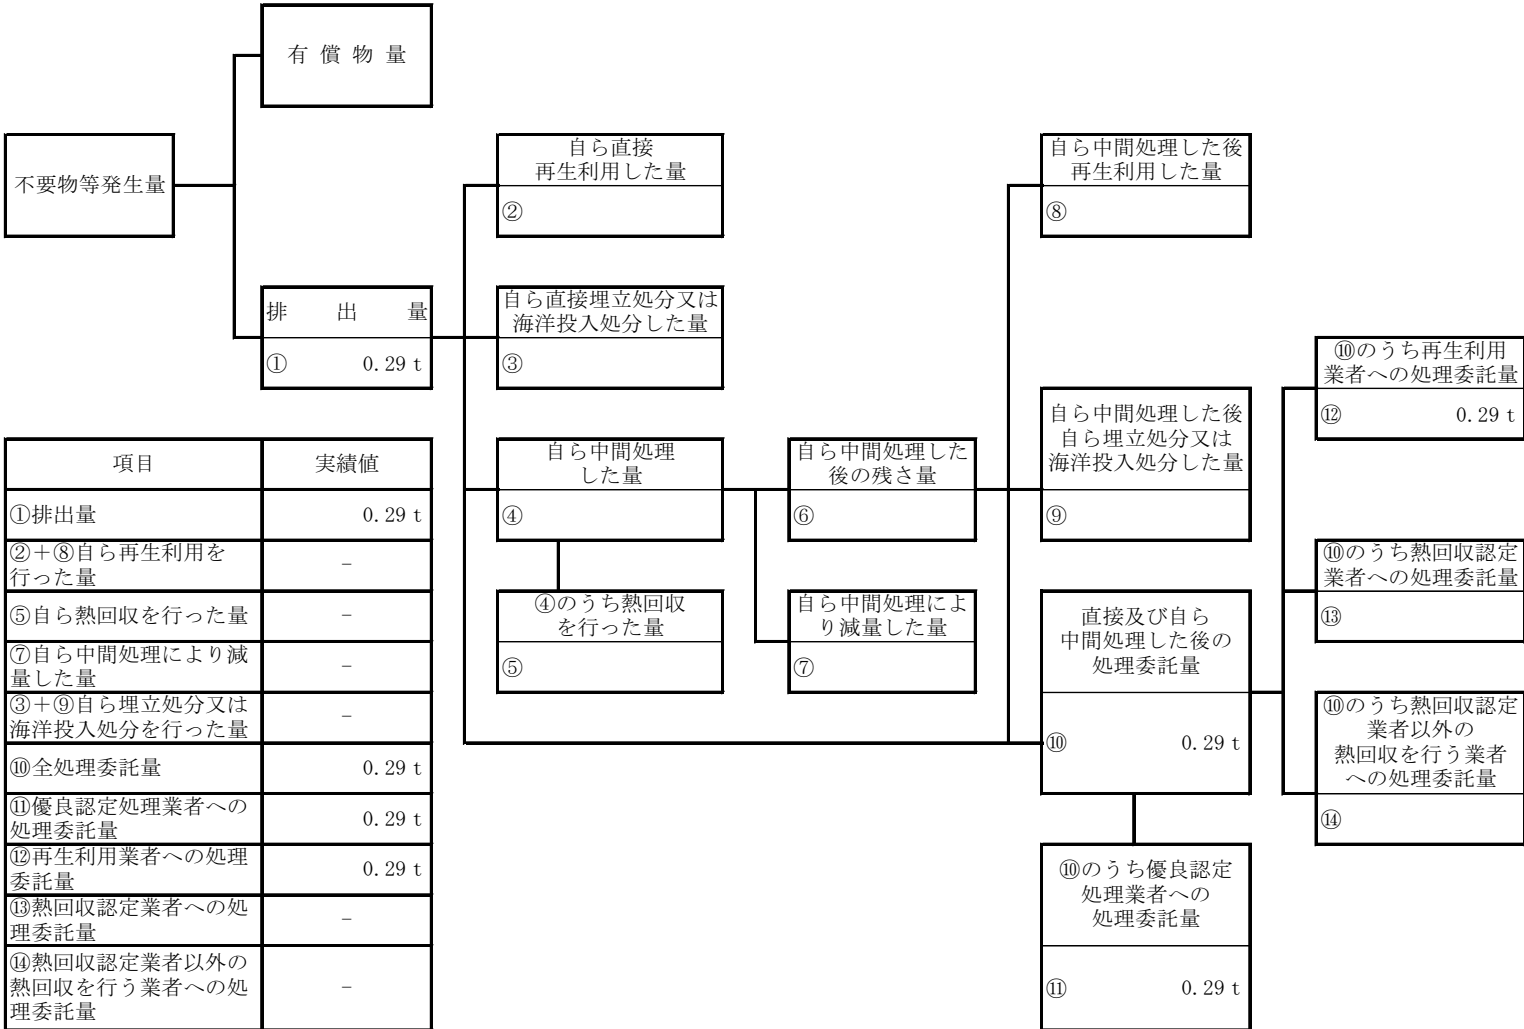 有償物量
不要物等発生量
排出量
① 0.29 t
自ら直接
再生利用した量
②
自ら直接埋立処分又は
海洋投入処分した量
③
自ら中間処理
した量
④
④のうち熱回収
を行った量
⑤
自ら中間処理した
後の残さ量
⑥
自ら中間処理によ
り減量した量
⑦
自ら中間処理した後
再生利用した量
⑧
自ら中間処理した後
自ら埋立処分又は
海洋投入処分した量
⑨
直接及び自ら
中間処理した後の
処理委託量
⑩ 0.29 t
⑩のうち優良認定
処理業者への
処理委託量
⑪ 0.29 t
⑩のうち再生利用
業者への処理委託量
⑫ 0.29 t
⑩のうち熱回収認定
業者への処理委託量
⑬
⑩のうち熱回収認定
業者以外の
熱回収を行う業者
への処理委託量
⑭
項目 実績値
①排出量 0.29 t
②+⑧自ら再生利用を
行った量 −
⑤自ら熱回収を行った量 −
⑦自ら中間処理により減
量した量 −
③+⑨自ら埋立処分又は
海洋投入処分を行った量 −
⑩全処理委託量 0.29 t
⑪優良認定処理業者への
処理委託量 0.29 t
⑫再生利用業者への処理
委託量 0.29 t
⑬熱回収認定業者への処
理委託量 −
⑭熱回収認定業者以外の
熱回収を行う業者への処
理委託量 −